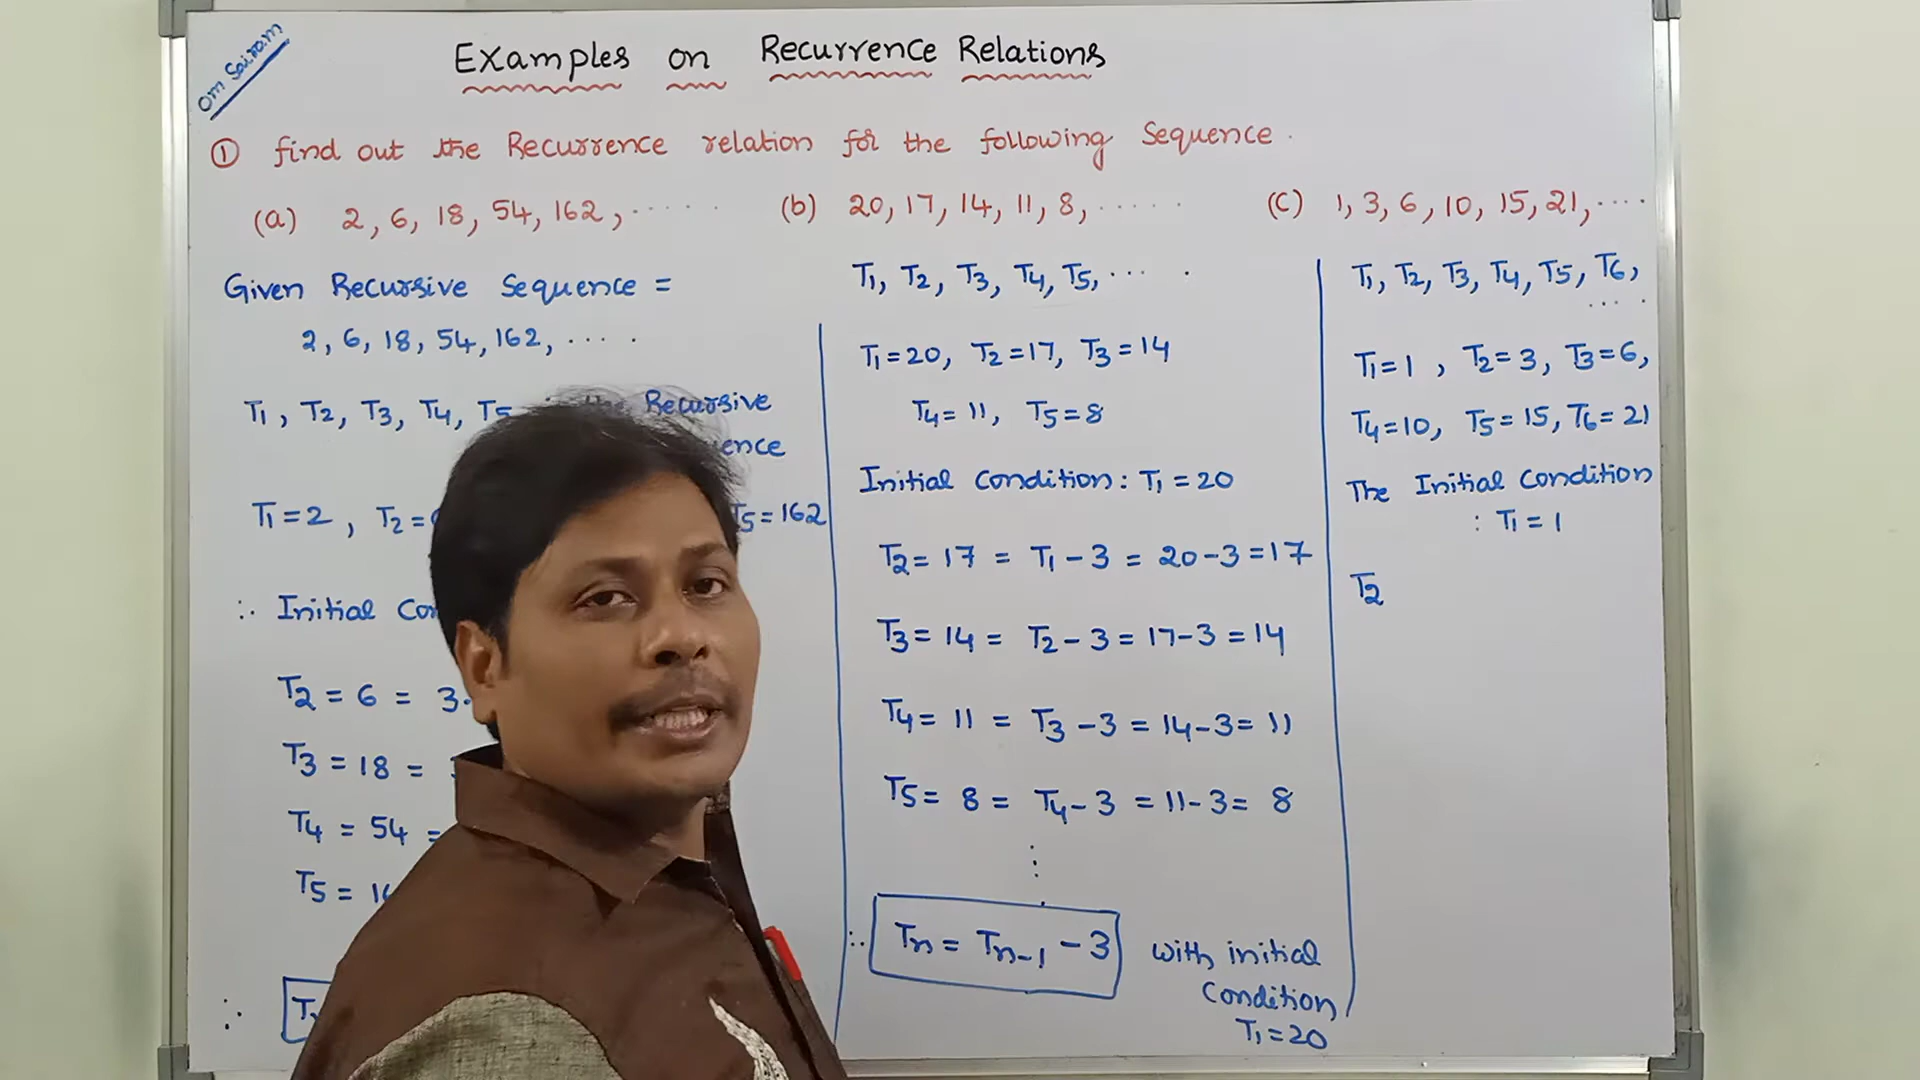 Om Sairam
Examples on Recurrence Relations
① find out the Recurrence relation for the following Sequence.
(a) 2, 6, 18, 54, 162, ......
(b) 20, 17, 14, 11, 8, ......
(c) 1, 3, 6, 10, 15, 21, ....
Given Recursive Sequence =
2, 6, 18, 54, 162, ....
T1, T2, T3, T4, T5 Recursive
T1 = 2, T2 = T5 = 162
∴ Initial
T2 = 6 = 3.
T3 = 18 =
T4 = 54 =
T5 =
∴
T1, T2, T3, T4, T5, ....
T1 = 20, T2 = 17, T3 = 14
T4 = 11, T5 = 8
Initial Condition: T1 = 20
T2 = 17 = T1 - 3 = 20 - 3 = 17
T3 = 14 = T2 - 3 = 17 - 3 = 14
T4 = 11 = T3 - 3 = 14 - 3 = 11
T5 = 8 = T4 - 3 = 11 - 3 = 8
⋮
∴ Tn = Tn-1 - 3 with initial
Condition
T1 = 20
T1, T2, T3, T4, T5, T6,
....
T1 = 1, T2 = 3, T3 = 6,
T4 = 10, T5 = 15, T6 = 21
The Initial Condition
: T1 = 1
T2